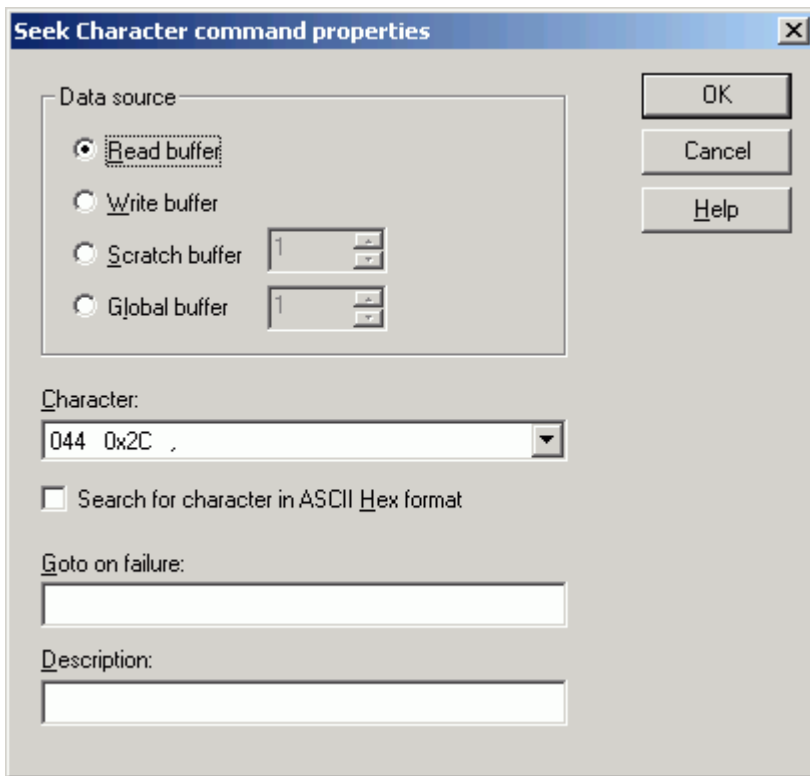 Seek Character command properties
Data source
Read buffer
Write buffer
Scratch buffer 1
Global buffer 1
OK
Cancel
Help
Character:
044 0x2C ,
Search for character in ASCII Hex format
Goto on failure:
Description: